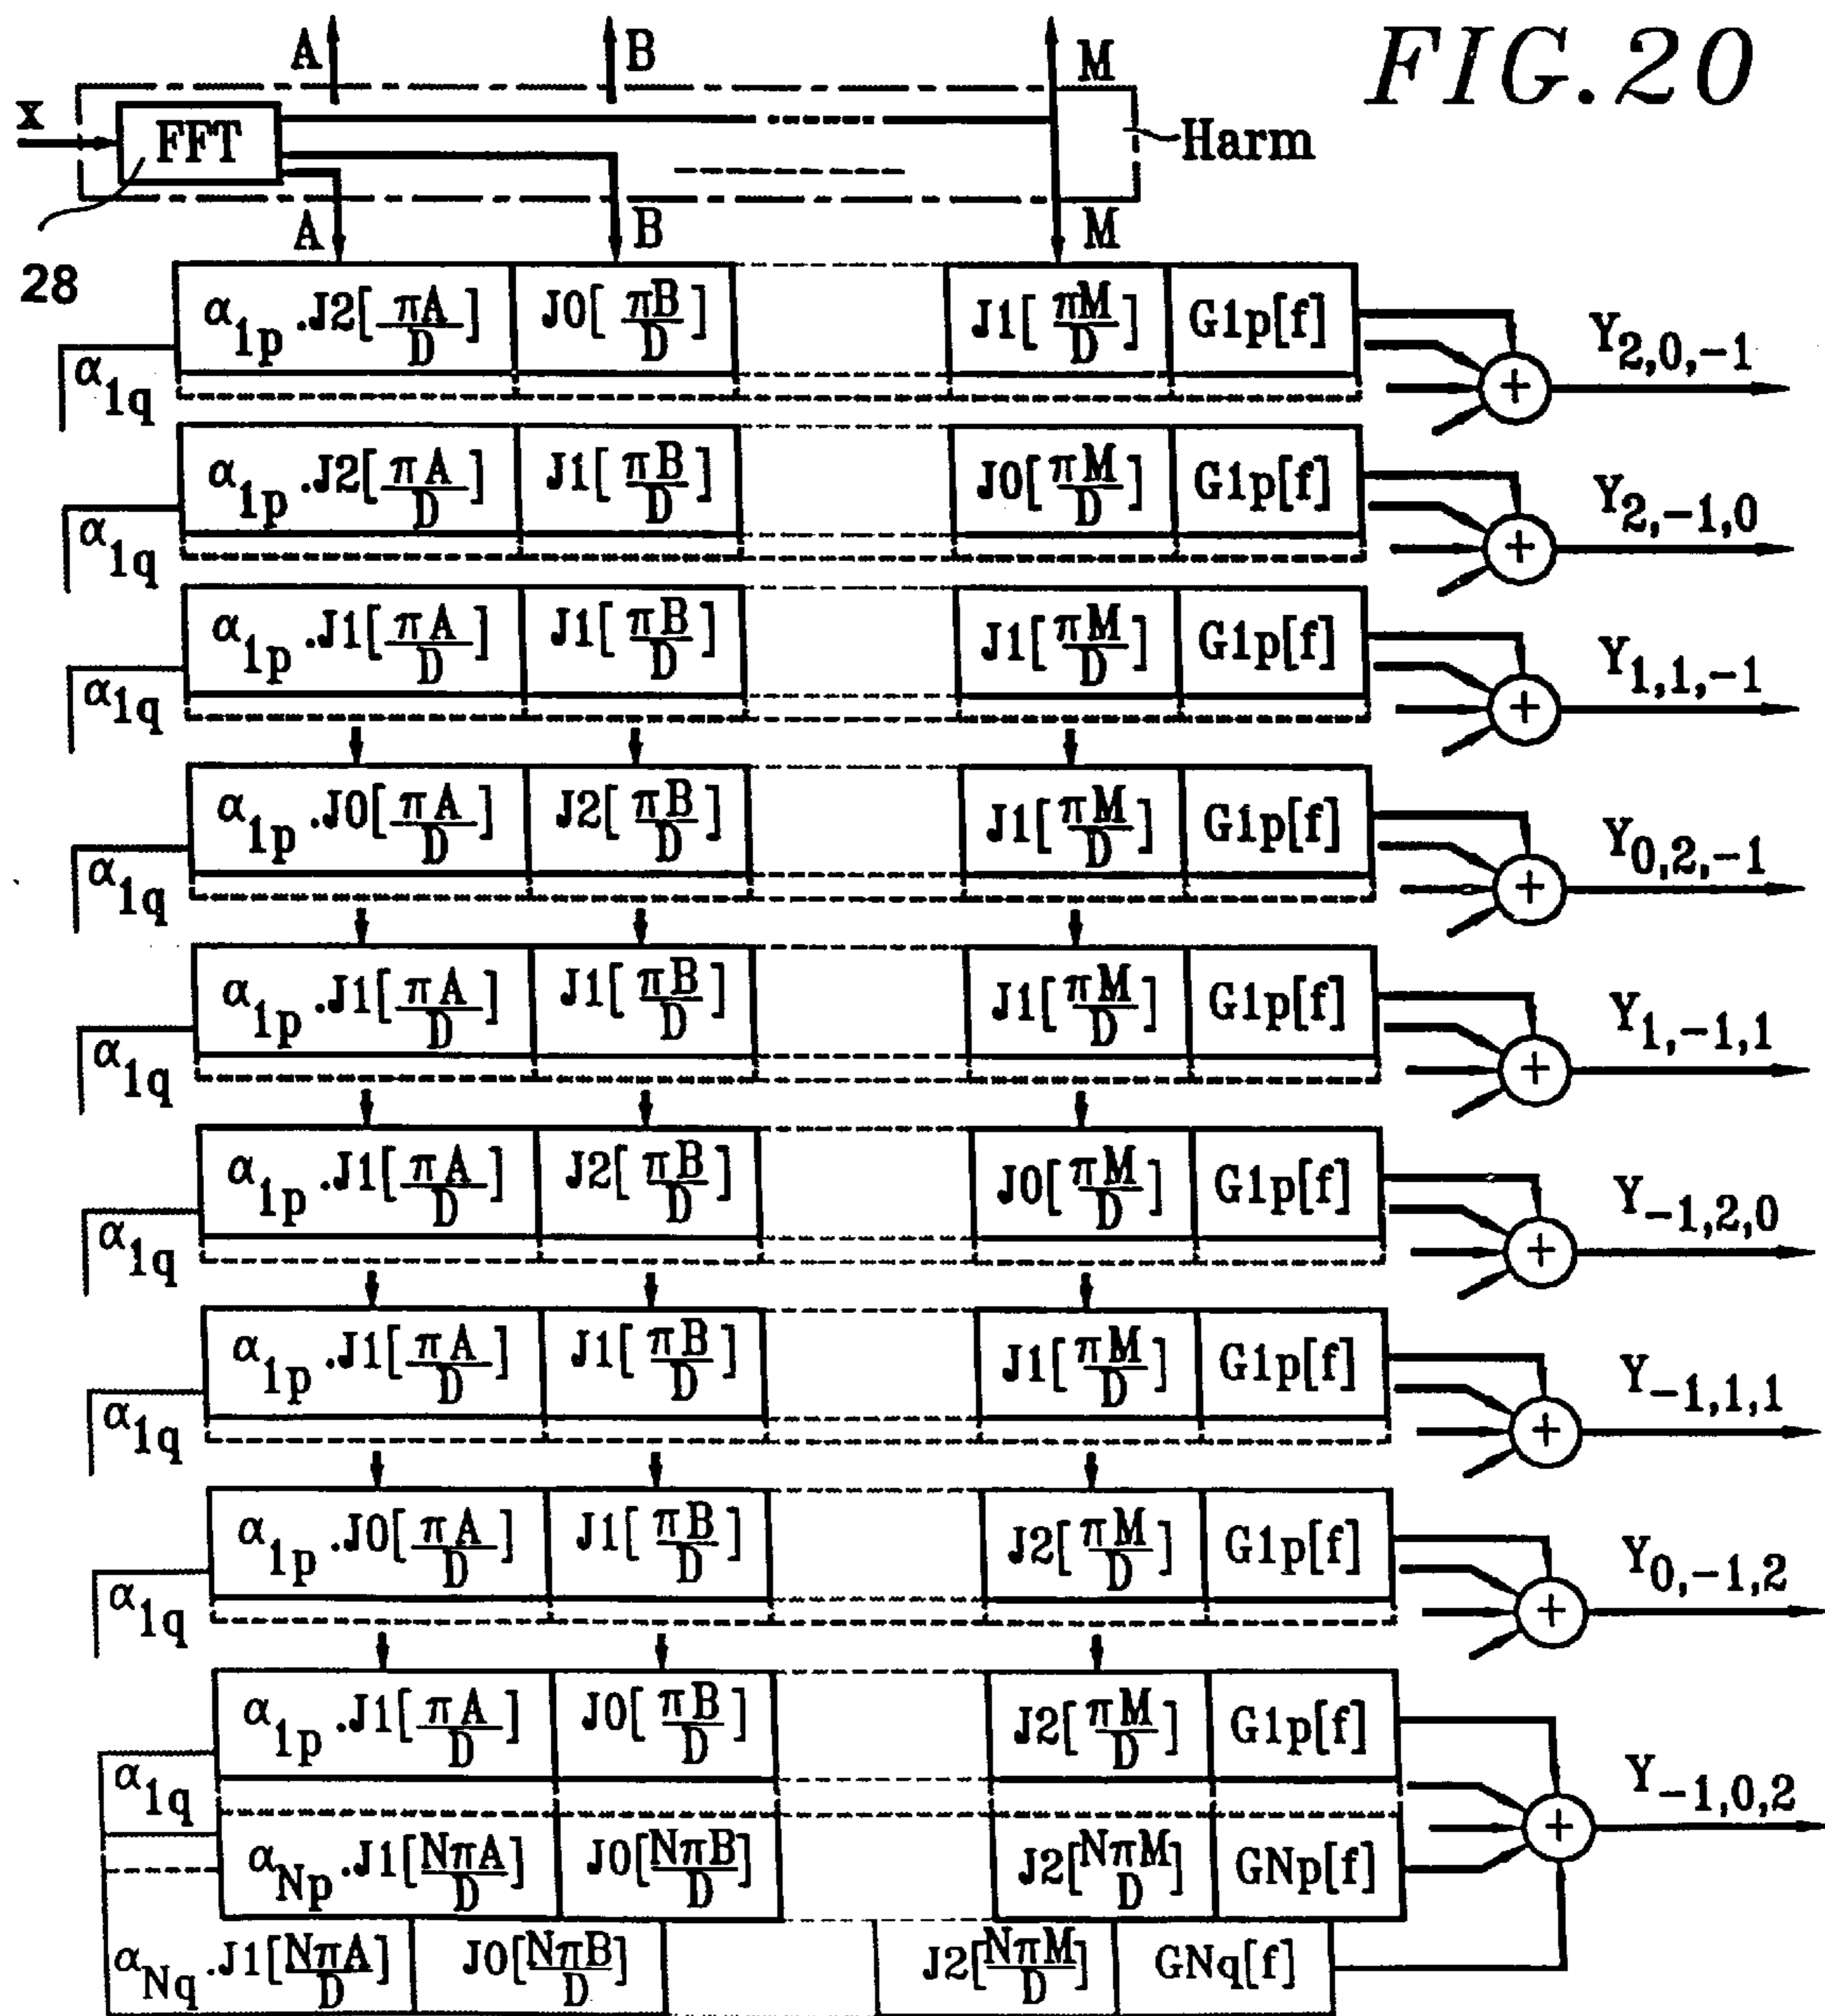 FIG.20
A B M
x FFT Harm
28
A B M
α1p .J2[πA/D] J0[πB/D] J1[πM/D] G1p[f] Y2,0,-1
α1q
α1p .J2[πA/D] J1[πB/D] J0[πM/D] G1p[f] Y2,-1,0
α1q
α1p .J1[πA/D] J1[πB/D] J1[πM/D] G1p[f] Y1,1,-1
α1q
α1p .J0[πA/D] J2[πB/D] J1[πM/D] G1p[f] Y0,2,-1
α1q
α1p .J1[πA/D] J1[πB/D] J1[πM/D] G1p[f] Y1,-1,1
α1q
α1p .J1[πA/D] J2[πB/D] J0[πM/D] G1p[f] Y-1,2,0
α1q
α1p .J1[πA/D] J1[πB/D] J1[πM/D] G1p[f] Y-1,1,1
α1q
α1p .J0[πA/D] J1[πB/D] J2[πM/D] G1p[f] Y0,-1,2
α1q
α1p .J1[πA/D] J0[πB/D] J2[πM/D] G1p[f] Y-1,0,2
α1q
αNp .J1[NπA/D] J0[NπB/D] J2[NπM/D] GNp[f]
αNq .J1[NπA/D] J0[NπB/D] J2[NπM/D] GNq[f]
+
+
+
+
+
+
+
+
+